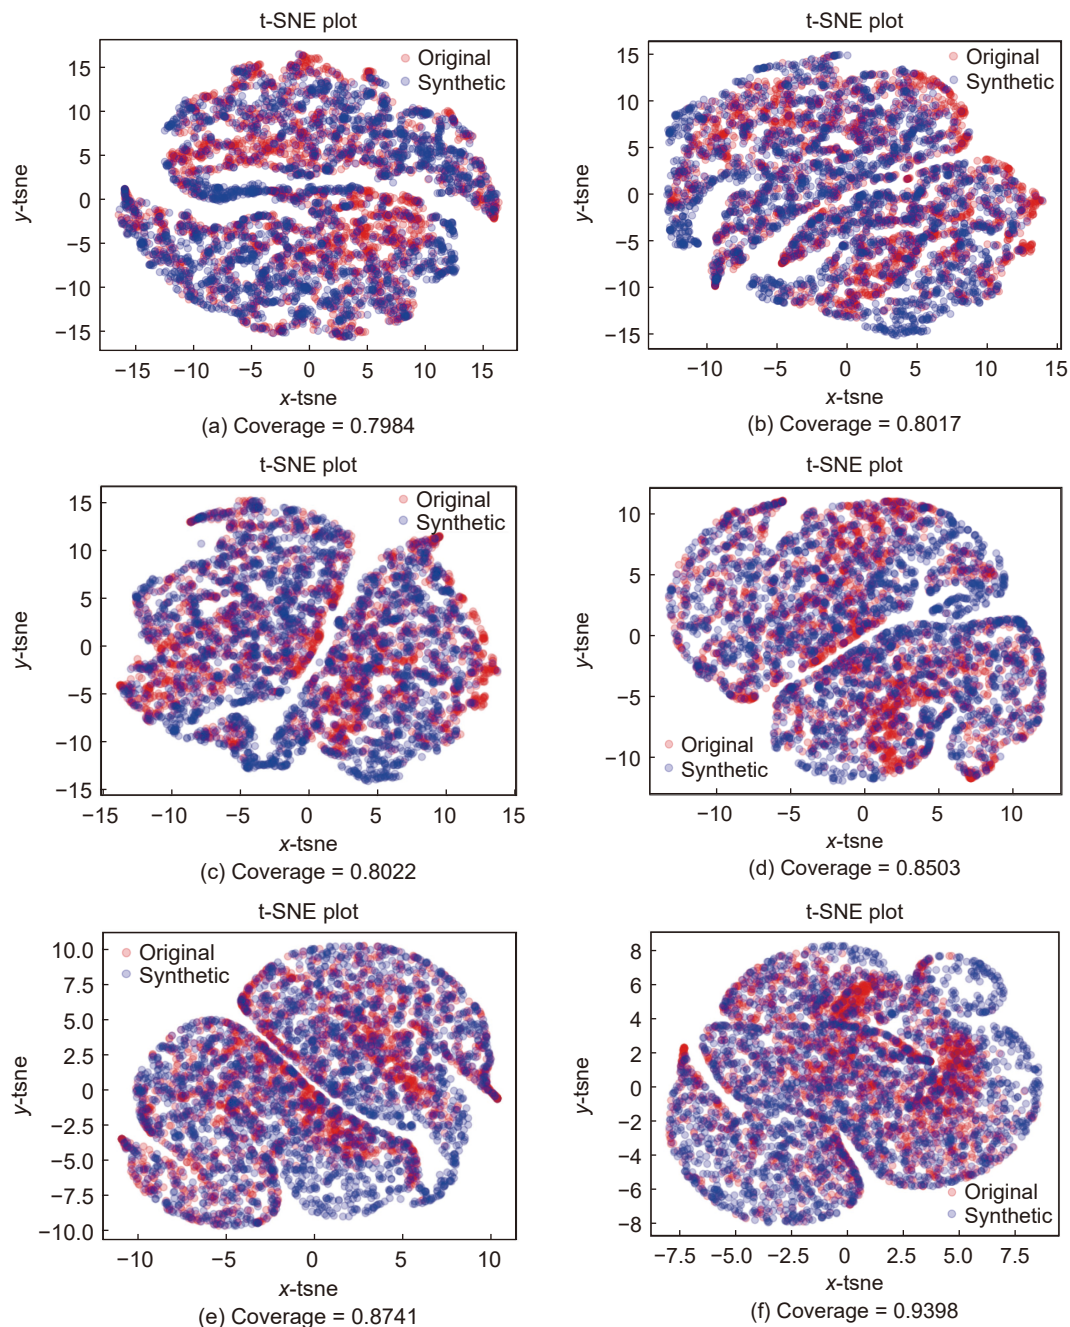 t-SNE plot
Original
Synthetic
15
10
5
0
−5
−10
−15
y-tsne
−15 −10 −5 0 5 10 15
x-tsne
(a) Coverage = 0.7984
t-SNE plot
Original
Synthetic
15
10
5
0
−5
−10
−15
y-tsne
−10 −5 0 5 10 15
x-tsne
(b) Coverage = 0.8017
t-SNE plot
Original
Synthetic
15
10
5
0
−5
−10
−15
y-tsne
−15 −10 −5 0 5 10 15
x-tsne
(c) Coverage = 0.8022
t-SNE plot
10
5
0
−5
−10
y-tsne
Original
Synthetic
−10 −5 0 5 10
x-tsne
(d) Coverage = 0.8503
t-SNE plot
Original
Synthetic
10.0
7.5
5.0
2.5
0
−2.5
−5.0
−7.5
−10.0
y-tsne
−10 −5 0 5 10
x-tsne
(e) Coverage = 0.8741
t-SNE plot
8
6
4
2
0
−2
−4
−6
−8
y-tsne
Original
Synthetic
−7.5 −5.0 −2.5 0 2.5 5.0 7.5
x-tsne
(f) Coverage = 0.9398